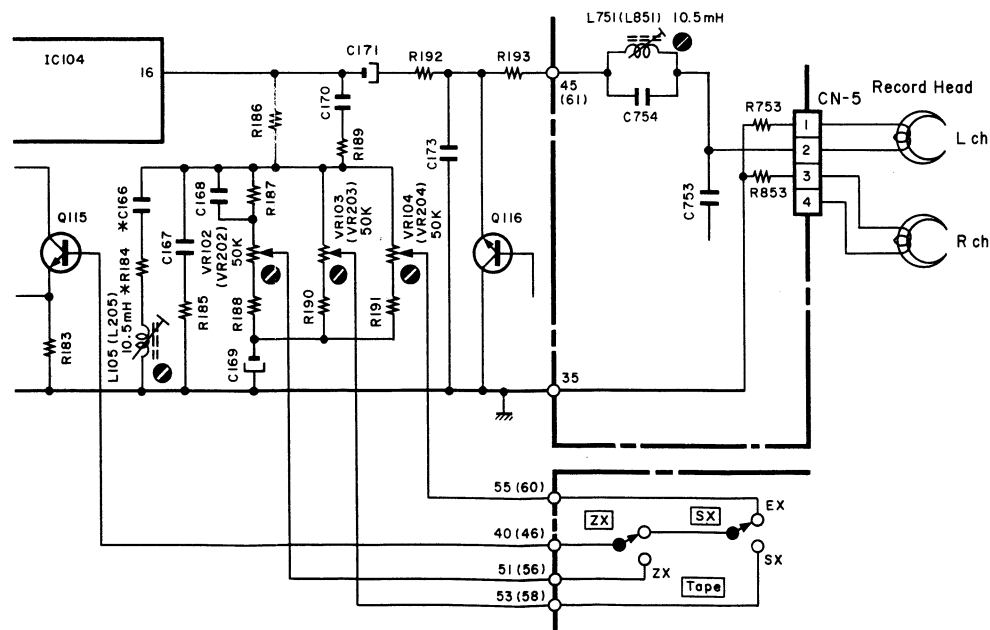 L751(L851) 10.5mH
IC104
16
C171
R192
R193
45
(61)
C754
CN-5
Record Head
R753
1
2
3
4
L ch
R853
R ch
C753
R186
C170
R189
C173
Q115
*C166
C167
C168
R187
VR102
(VR202)
50K
VR103
(VR203)
50K
VR104
(VR204)
50K
Q116
*R184
L105 (L205)
10.5mH
R183
R185
R188
R190
R191
C169
35
55 (60)
EX
ZX
SX
40(46)
SX
51 (56)
ZX
Tape
53 (58)